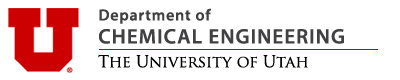 U®
Department of
CHEMICAL ENGINEERING
THE UNIVERSITY OF UTAH